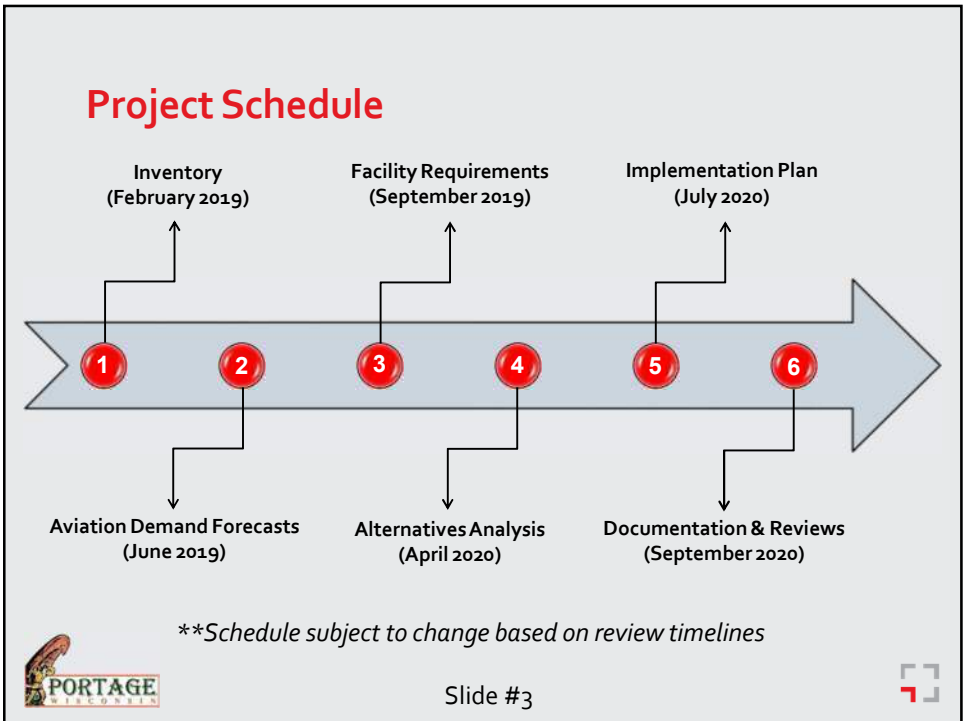 Project Schedule
Inventory
(February 2019)
Facility Requirements
(September 2019)
Implementation Plan
(July 2020)
1
2
3
4
5
6
Aviation Demand Forecasts
(June 2019)
Alternatives Analysis
(April 2020)
Documentation & Reviews
(September 2020)
**Schedule subject to change based on review timelines
PORTAGE
WISCONSIN
Slide #3